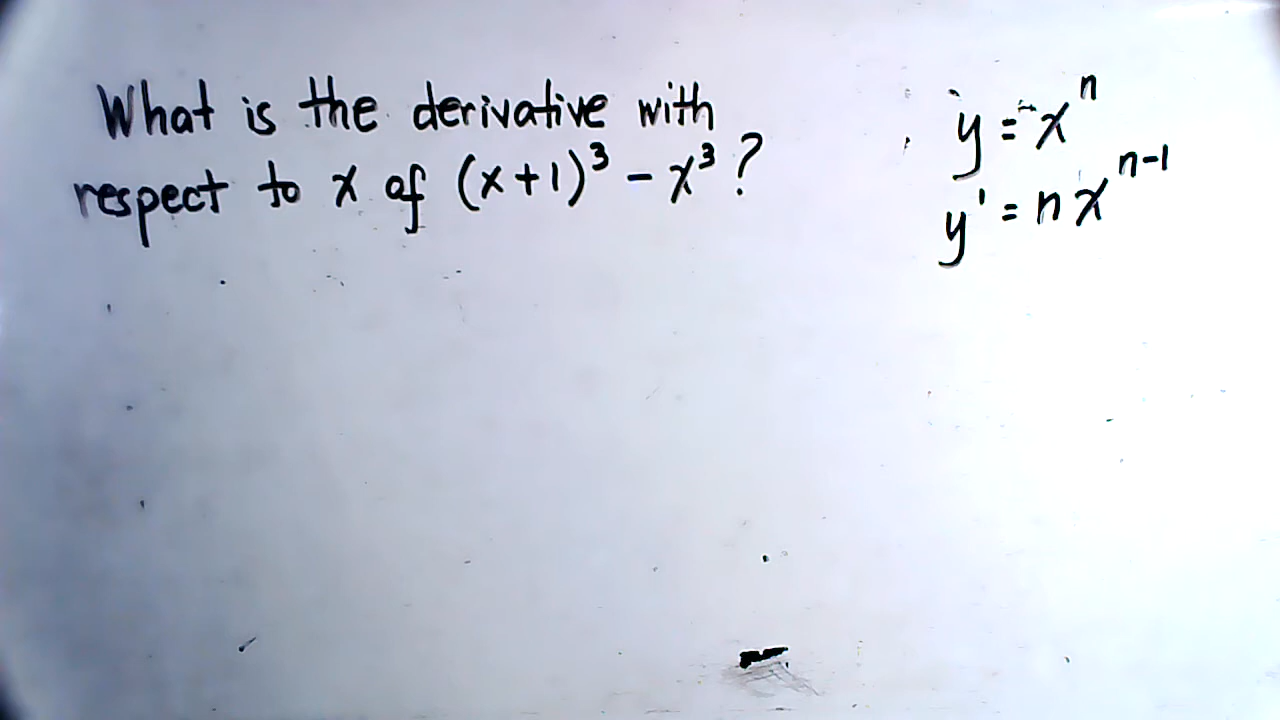 What is the derivative with
respect to x of (x+1)³ - x³?
y = xⁿ
y' = nxⁿ⁻¹